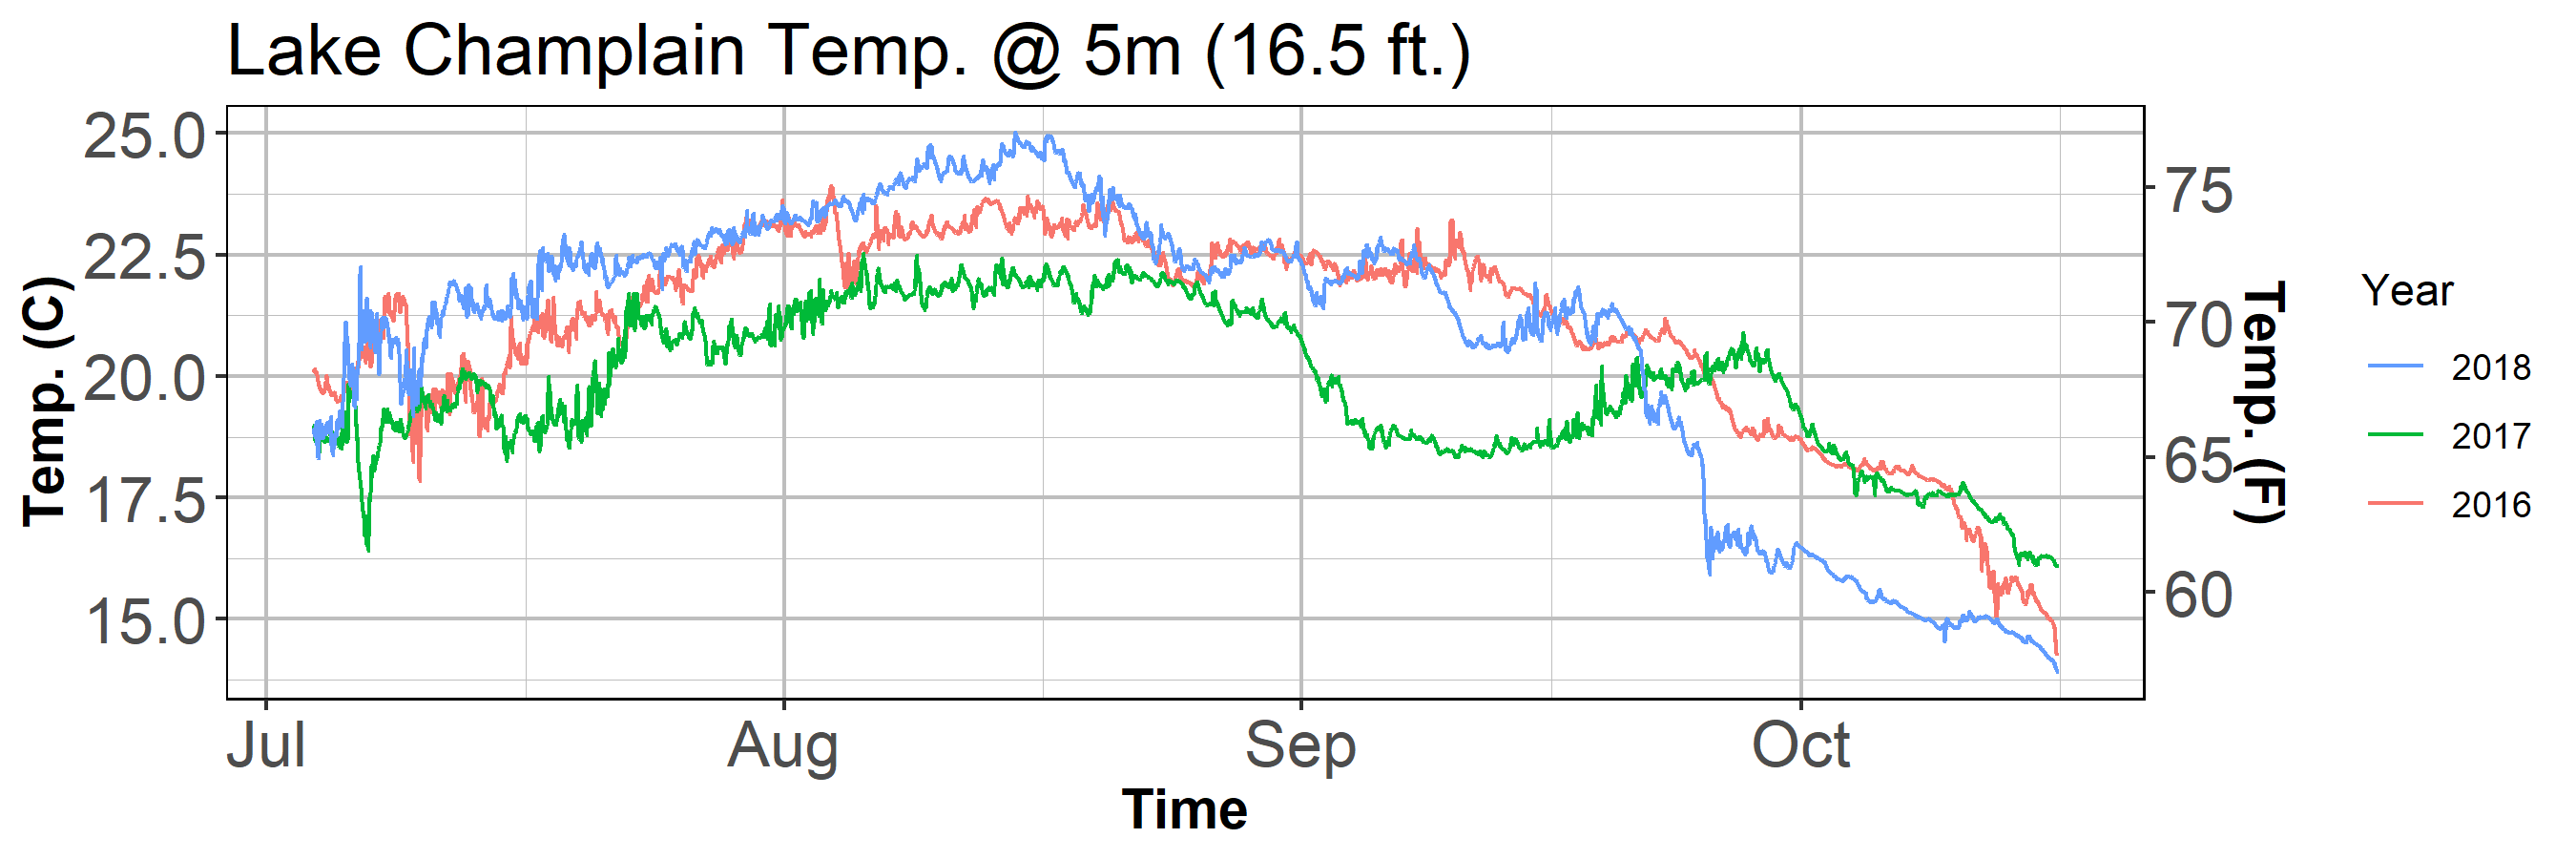 Lake Champlain Temp. @ 5m (16.5 ft.)
Temp. (C)
25.0
22.5
20.0
17.5
15.0
Jul
Aug
Sep
Oct
Time
75
70
65
60
Temp. (F)
Year
2018
2017
2016